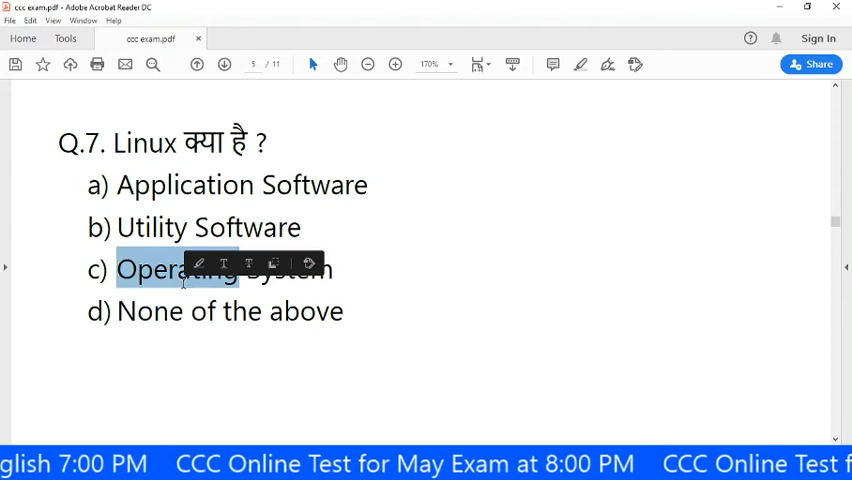 ccc exam.pdf - Adobe Acrobat Reader DC
File Edit View Window Help
Home Tools ccc exam.pdf × Sign In
5 / 11 170% Share
Q.7. Linux क्या है ?
a) Application Software
b) Utility Software
c) Operating System
d) None of the above
glish 7:00 PM CCC Online Test for May Exam at 8:00 PM CCC Online Test f